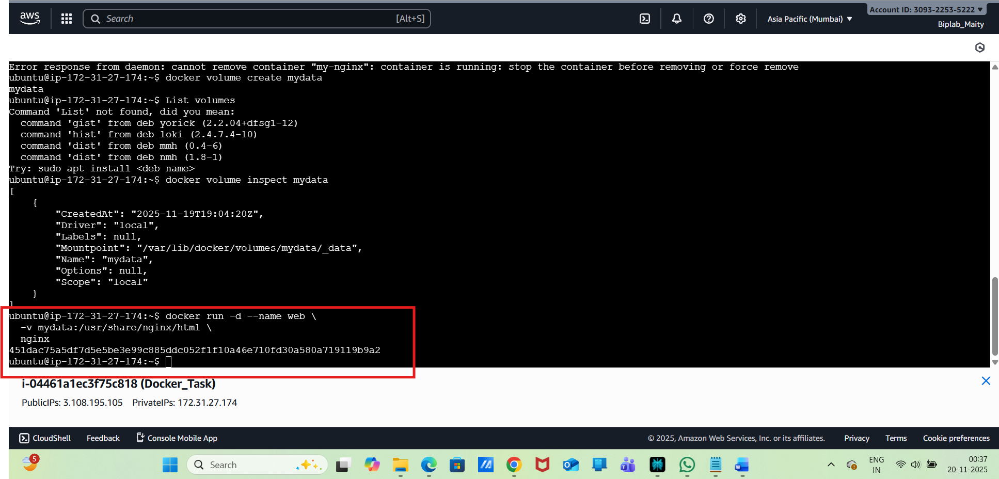 aws
Search [Alt+S]
Asia Pacific (Mumbai) ▼
Account ID: 3093-2253-5222 ▼
Biplab_Maity
Error response from daemon: cannot remove container "my-nginx": container is running: stop the container before removing or force remove
ubuntu@ip-172-31-27-174:~$ docker volume create mydata
mydata
ubuntu@ip-172-31-27-174:~$ List volumes
Command 'List' not found, did you mean:
  command 'gist' from deb yorick (2.2.04+dfsg1-12)
  command 'hist' from deb loki (2.4.7.4-10)
  command 'dist' from deb mmh (0.4-6)
  command 'dist' from deb nmh (1.8-1)
Try: sudo apt install <deb name>
ubuntu@ip-172-31-27-174:~$ docker volume inspect mydata
[
    {
        "CreatedAt": "2025-11-19T19:04:20Z",
        "Driver": "local",
        "Labels": null,
        "Mountpoint": "/var/lib/docker/volumes/mydata/_data",
        "Name": "mydata",
        "Options": null,
        "Scope": "local"
    }
]
ubuntu@ip-172-31-27-174:~$ docker run -d --name web \
  -v mydata:/usr/share/nginx/html \
  nginx
451dac75a5df7d5e5be3e99c885ddc052f1f10a46e710fd30a580a719119b9a2
ubuntu@ip-172-31-27-174:~$
i-04461a1ec3f75c818 (Docker_Task)
PublicIPs: 3.108.195.105 PrivateIPs: 172.31.27.174
CloudShell Feedback Console Mobile App © 2025, Amazon Web Services, Inc. or its affiliates. Privacy Terms Cookie preferences
5
Search
ENG
IN
00:37
20-11-2025